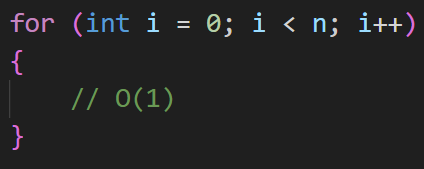 for (int i = 0; i < n; i++)
{
    // O(1)
}